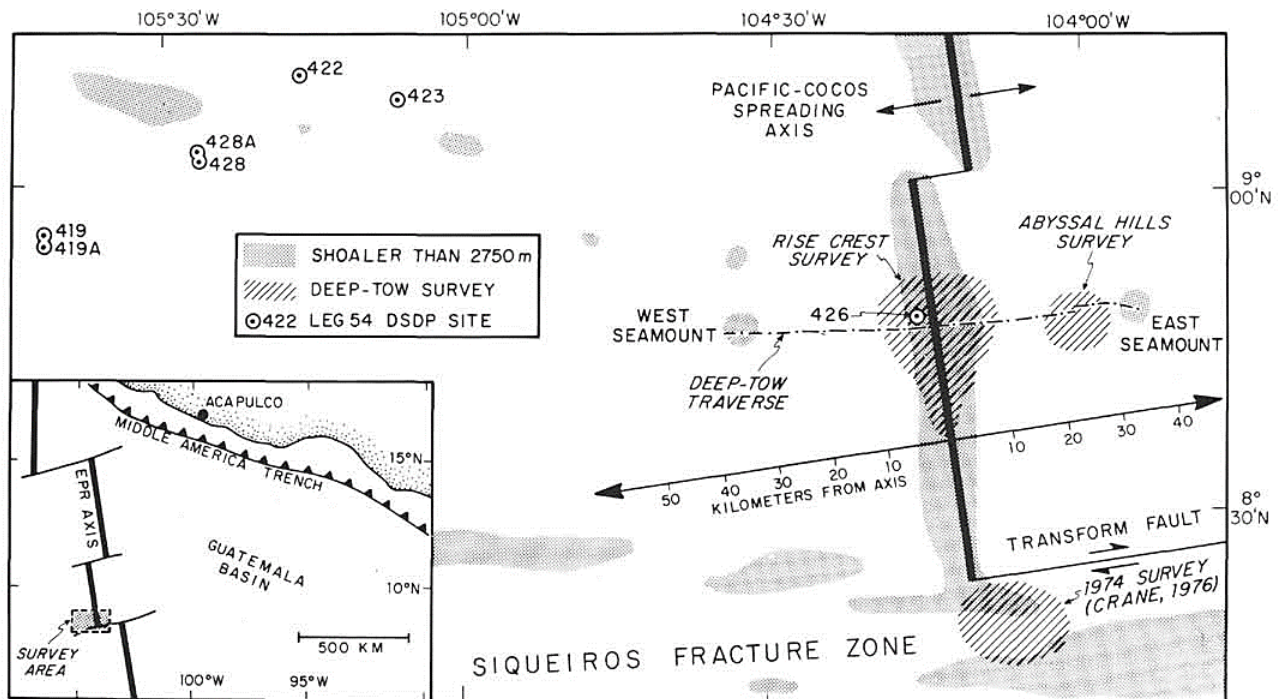 105°30'W
105°00'W
104°30'W
104°00'W
422
423
428A
428
419
419A
PACIFIC-COCOS
SPREADING
AXIS
9°
00'N
SHOALER THAN 2750m
DEEP-TOW SURVEY
422 LEG 54 DSDP SITE
RISE CREST
SURVEY
ABYSSAL HILLS
SURVEY
WEST
SEAMOUNT
426
EAST
SEAMOUNT
DEEP-TOW
TRAVERSE
50 40 30 20 10 10 20 30 40
KILOMETERS FROM AXIS
8°
30'N
TRANSFORM FAULT
1974 SURVEY
(CRANE, 1976)
SIQUEIROS FRACTURE ZONE
ACAPULCO
MIDDLE AMERICA TRENCH
15°N
EPR AXIS
GUATEMALA
BASIN
10°N
500 KM
SURVEY
AREA
100°W
95°W